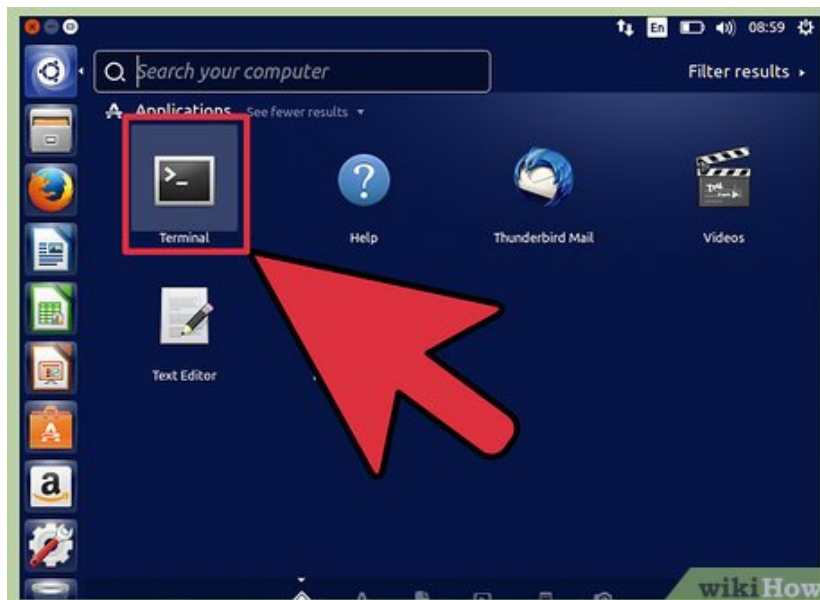 En 08:59
Search your computer
Filter results
Applications See fewer results
Terminal Help Thunderbird Mail Videos
Text Editor
wikiHow